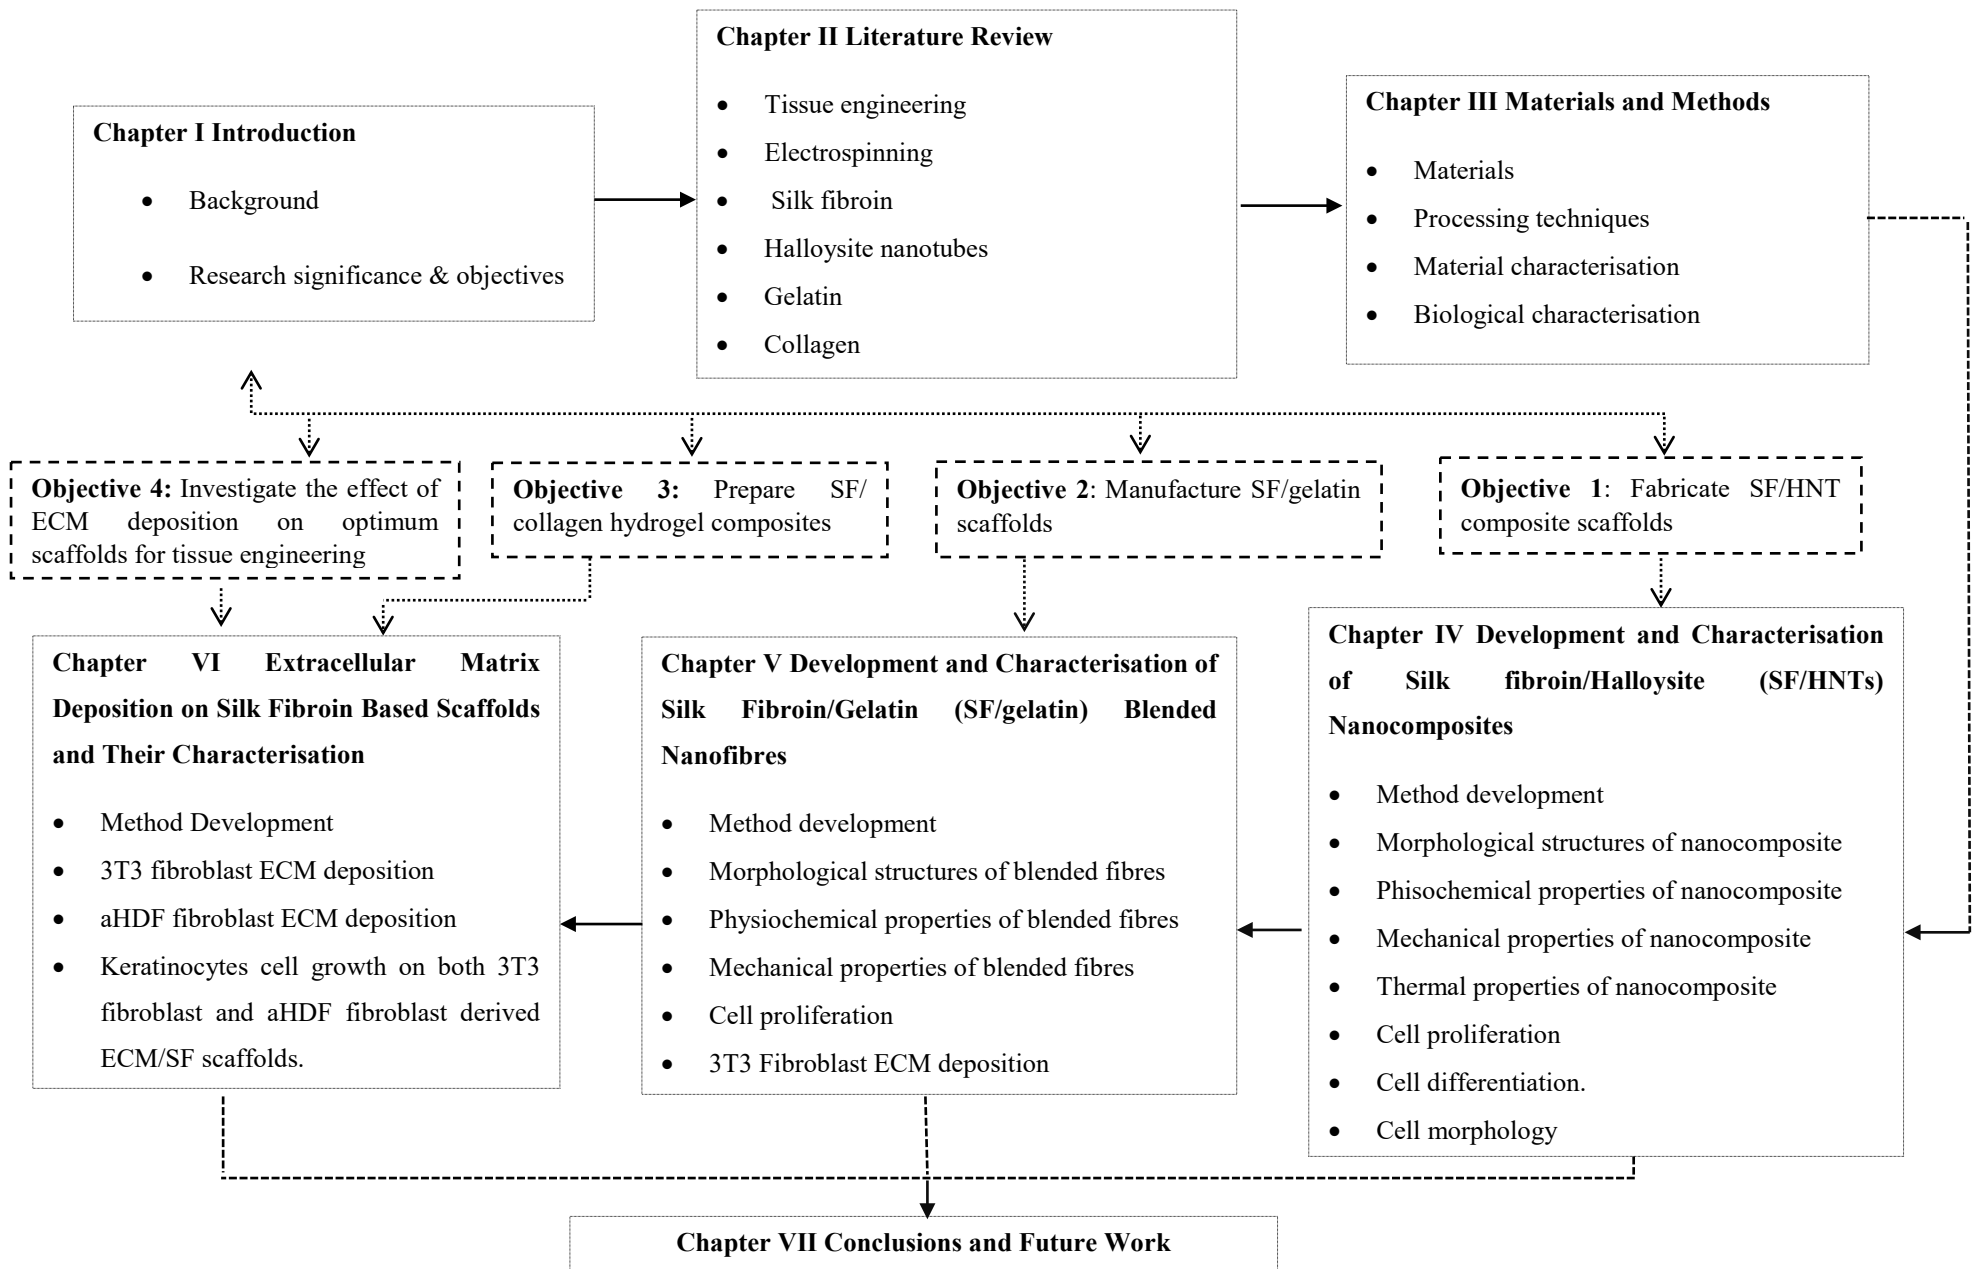 Chapter I Introduction
• Background
• Research significance & objectives
Chapter II Literature Review
• Tissue engineering
• Electrospinning
• Silk fibroin
• Halloysite nanotubes
• Gelatin
• Collagen
Chapter III Materials and Methods
• Materials
• Processing techniques
• Material characterisation
• Biological characterisation
Objective 4: Investigate the effect of
ECM deposition on optimum
scaffolds for tissue engineering
Objective 3: Prepare SF/
collagen hydrogel composites
Objective 2: Manufacture SF/gelatin
scaffolds
Objective 1: Fabricate SF/HNT
composite scaffolds
Chapter VI Extracellular Matrix
Deposition on Silk Fibroin Based Scaffolds
and Their Characterisation
• Method Development
• 3T3 fibroblast ECM deposition
• aHDF fibroblast ECM deposition
• Keratinocytes cell growth on both 3T3
fibroblast and aHDF fibroblast derived
ECM/SF scaffolds.
Chapter V Development and Characterisation of
Silk Fibroin/Gelatin (SF/gelatin) Blended
Nanofibres
• Method development
• Morphological structures of blended fibres
• Physiochemical properties of blended fibres
• Mechanical properties of blended fibres
• Cell proliferation
• 3T3 Fibroblast ECM deposition
Chapter IV Development and Characterisation
of Silk fibroin/Halloysite (SF/HNTs)
Nanocomposites
• Method development
• Morphological structures of nanocomposite
• Phisochemical properties of nanocomposite
• Mechanical properties of nanocomposite
• Thermal properties of nanocomposite
• Cell proliferation
• Cell differentiation.
• Cell morphology
Chapter VII Conclusions and Future Work